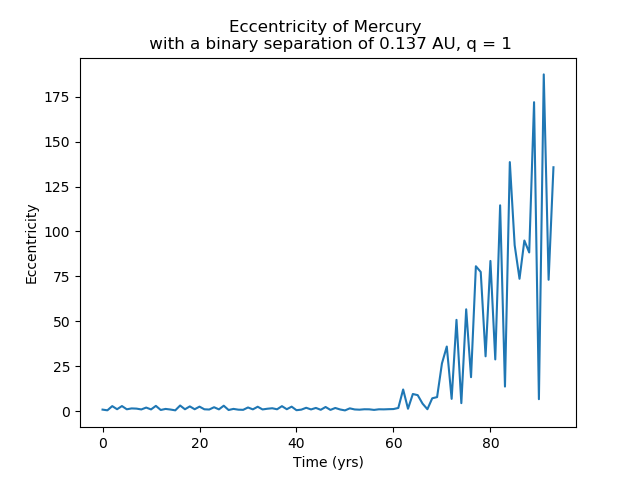 Eccentricity of Mercury
with a binary separation of 0.137 AU, q = 1
175
150
125
100
75
50
25
0
Eccentricity
0 20 40 60 80
Time (yrs)